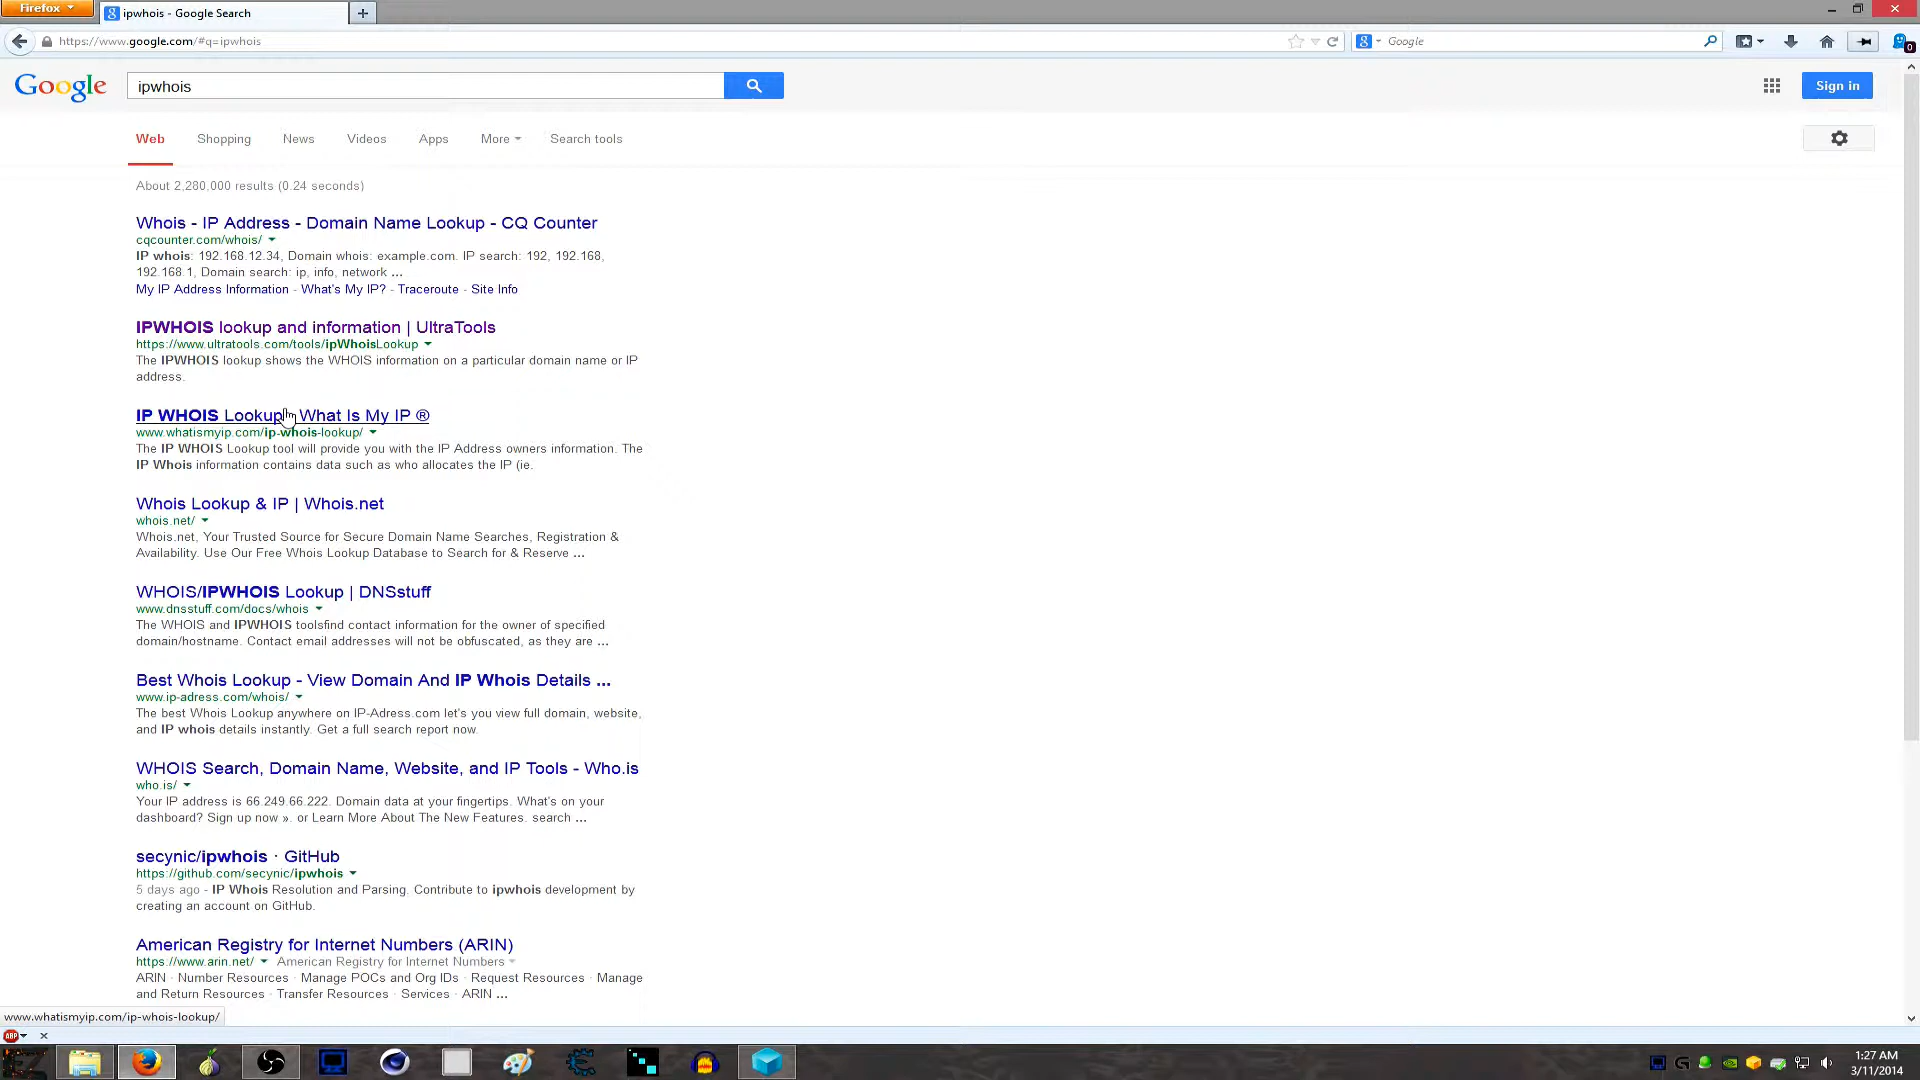 Firefox
ipwhois - Google Search
https://www.google.com/#q=ipwhois
Google
0
Google
ipwhois
Sign in
Web
Shopping
News
Videos
Apps
More
Search tools
About 2,280,000 results (0.24 seconds)
Whois - IP Address - Domain Name Lookup - CQ Counter
cqcounter.com/whois/
IP whois: 192.168.12.34, Domain whois: example.com. IP search: 192, 192.168,
192.168.1, Domain search: ip, info, network ...
My IP Address Information - What's My IP? - Traceroute - Site Info
IPWHOIS lookup and information | UltraTools
https://www.ultratools.com/tools/ipWhoisLookup
The IPWHOIS lookup shows the WHOIS information on a particular domain name or IP
address.
IP WHOIS Lookup What Is My IP ®
www.whatismyip.com/ip-whois-lookup/
The IP WHOIS Lookup tool will provide you with the IP Address owners information. The
IP Whois information contains data such as who allocates the IP (ie.
Whois Lookup & IP | Whois.net
whois.net/
Whois.net, Your Trusted Source for Secure Domain Name Searches, Registration &
Availability. Use Our Free Whois Lookup Database to Search for & Reserve ...
WHOIS/IPWHOIS Lookup | DNSstuff
www.dnsstuff.com/docs/whois
The WHOIS and IPWHOIS toolsfind contact information for the owner of specified
domain/hostname. Contact email addresses will not be obfuscated, as they are ...
Best Whois Lookup - View Domain And IP Whois Details ...
www.ip-adress.com/whois/
The best Whois Lookup anywhere on IP-Adress.com let's you view full domain, website,
and IP whois details instantly. Get a full search report now.
WHOIS Search, Domain Name, Website, and IP Tools - Who.is
who.is/
Your IP address is 66.249.66.222. Domain data at your fingertips. What's on your
dashboard? Sign up now ». or Learn More About The New Features. search ...
secynic/ipwhois · GitHub
https://github.com/secynic/ipwhois
5 days ago - IP Whois Resolution and Parsing. Contribute to ipwhois development by
creating an account on GitHub.
American Registry for Internet Numbers (ARIN)
https://www.arin.net/ American Registry for Internet Numbers
ARIN · Number Resources · Manage POCs and Org IDs · Request Resources · Manage
and Return Resources · Transfer Resources · Services · ARIN ...
www.whatismyip.com/ip-whois-lookup/
ABP
1:27 AM
3/11/2014